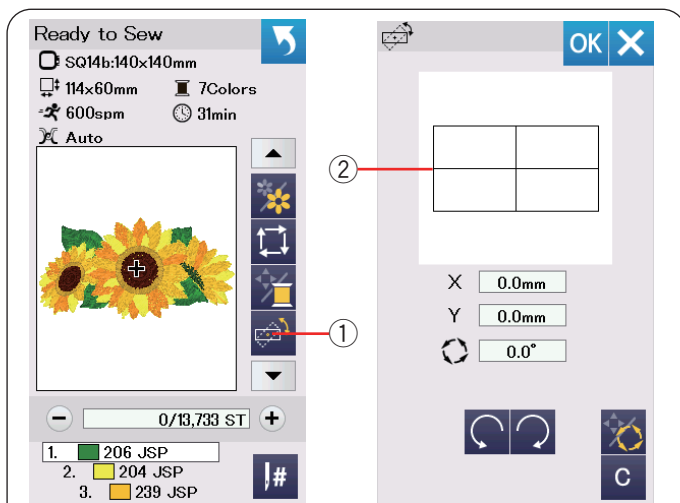 Ready to Sew
SQ14b:140x140mm
114x60mm 7Colors
600spm 31min
Auto
①
0/13,733 ST
1. 206 JSP
2. 204 JSP
3. 239 JSP
#
OK
②
X 0.0mm
Y 0.0mm
0.0°
C